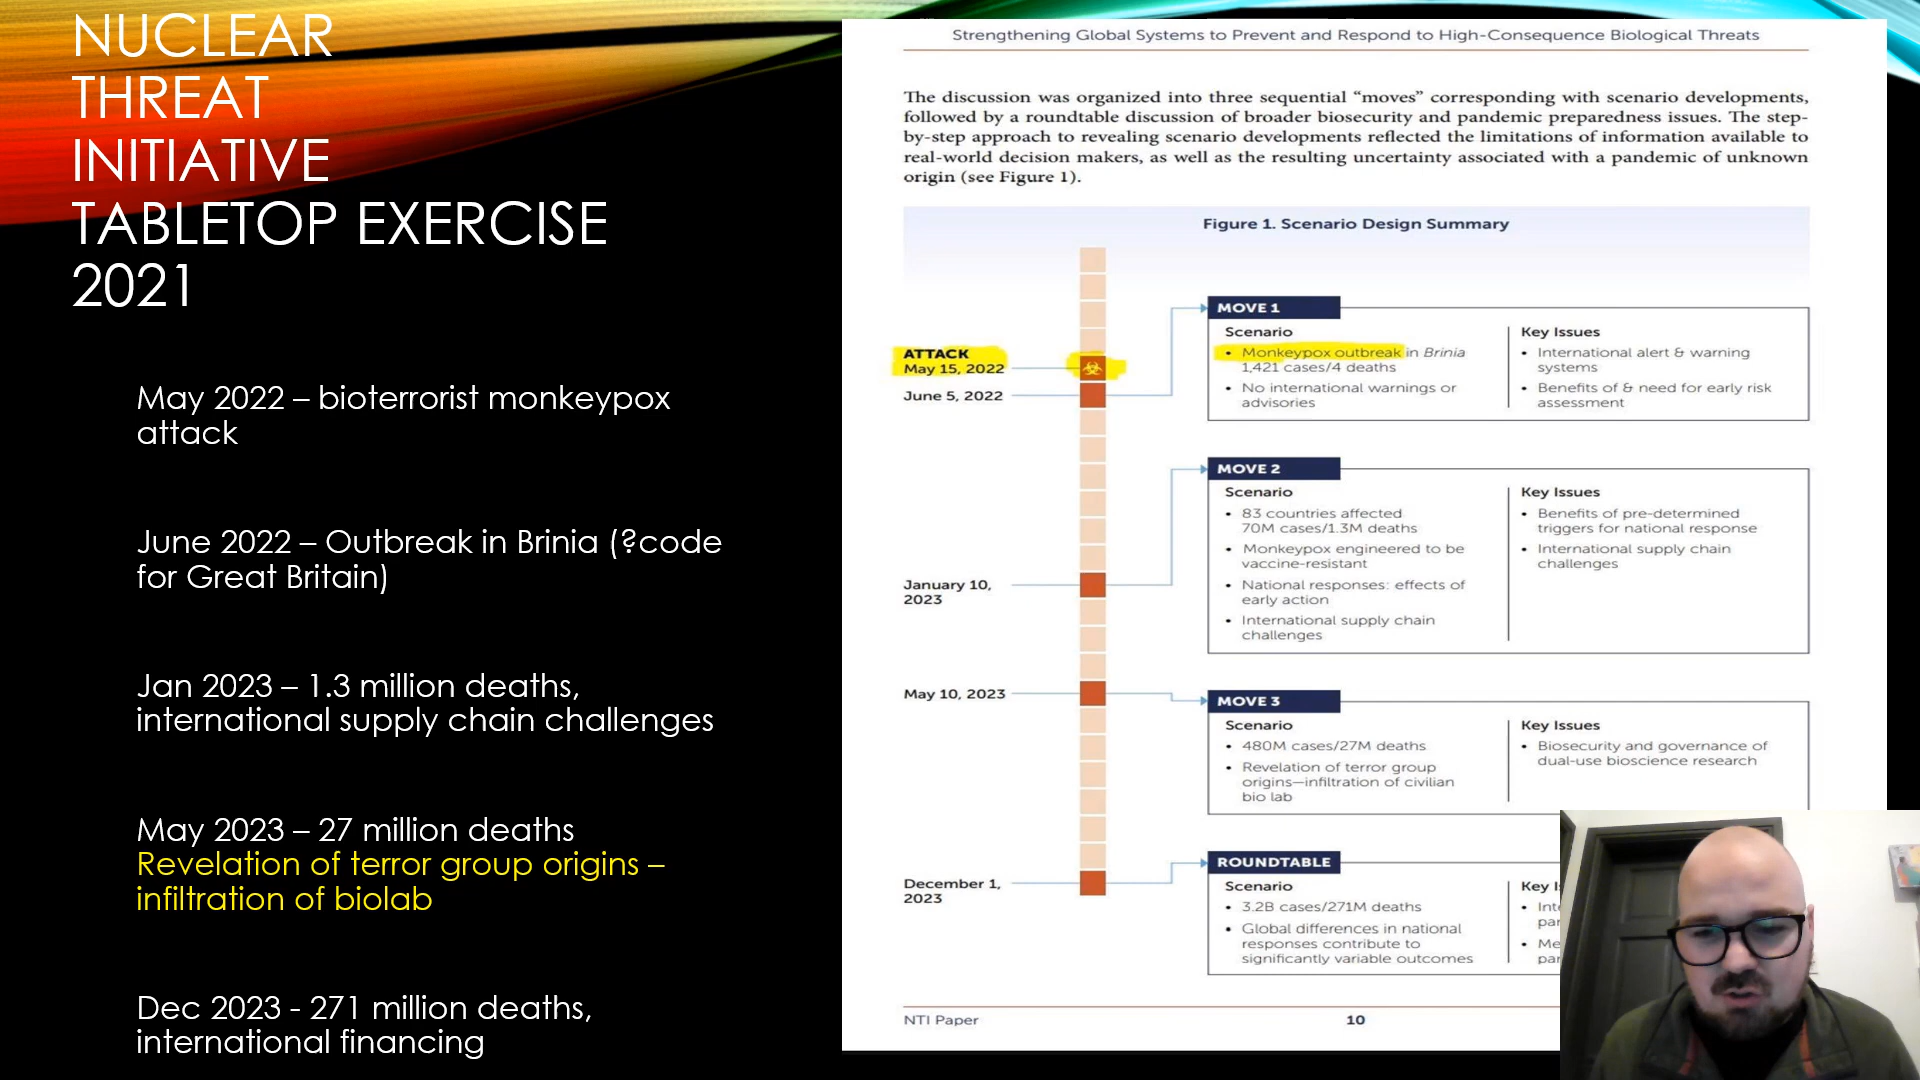 NUCLEAR
THREAT
INITIATIVE
TABLETOP EXERCISE
2021
May 2022 – bioterrorist monkeypox
attack
June 2022 – Outbreak in Brinia (?code
for Great Britain)
Jan 2023 – 1.3 million deaths,
international supply chain challenges
May 2023 – 27 million deaths
Revelation of terror group origins –
infiltration of biolab
Dec 2023 - 271 million deaths,
international financing
Strengthening Global Systems to Prevent and Respond to High-Consequence Biological Threats
The discussion was organized into three sequential “moves” corresponding with scenario developments,
followed by a roundtable discussion of broader biosecurity and pandemic preparedness issues. The step-
by-step approach to revealing scenario developments reflected the limitations of information available to
real-world decision makers, as well as the resulting uncertainty associated with a pandemic of unknown
origin (see Figure 1).
Figure 1. Scenario Design Summary
ATTACK
May 15, 2022
June 5, 2022
MOVE 1
Scenario
• Monkeypox outbreak in Brinia
1,421 cases/4 deaths
• No international warnings or
advisories
Key Issues
• International alert & warning
systems
• Benefits of & need for early risk
assessment
January 10,
2023
MOVE 2
Scenario
• 83 countries affected
70M cases/1.3M deaths
• Monkeypox engineered to be
vaccine-resistant
• National responses: effects of
early action
• International supply chain
challenges
Key Issues
• Benefits of pre-determined
triggers for national response
• International supply chain
challenges
May 10, 2023
MOVE 3
Scenario
• 480M cases/27M deaths
• Revelation of terror group
origins—infiltration of civilian
bio lab
Key Issues
• Biosecurity and governance of
dual-use bioscience research
December 1,
2023
ROUNDTABLE
Scenario
• 3.2B cases/271M deaths
• Global differences in national
responses contribute to
significantly variable outcomes
Key I
• Int
par
• Me
par
NTI Paper
10